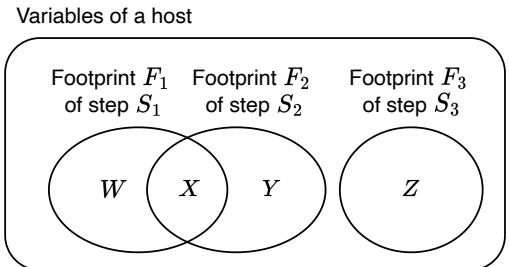 Variables of a host
Footprint F₁ Footprint F₂ Footprint F₃
of step S₁ of step S₂ of step S₃
W X Y Z